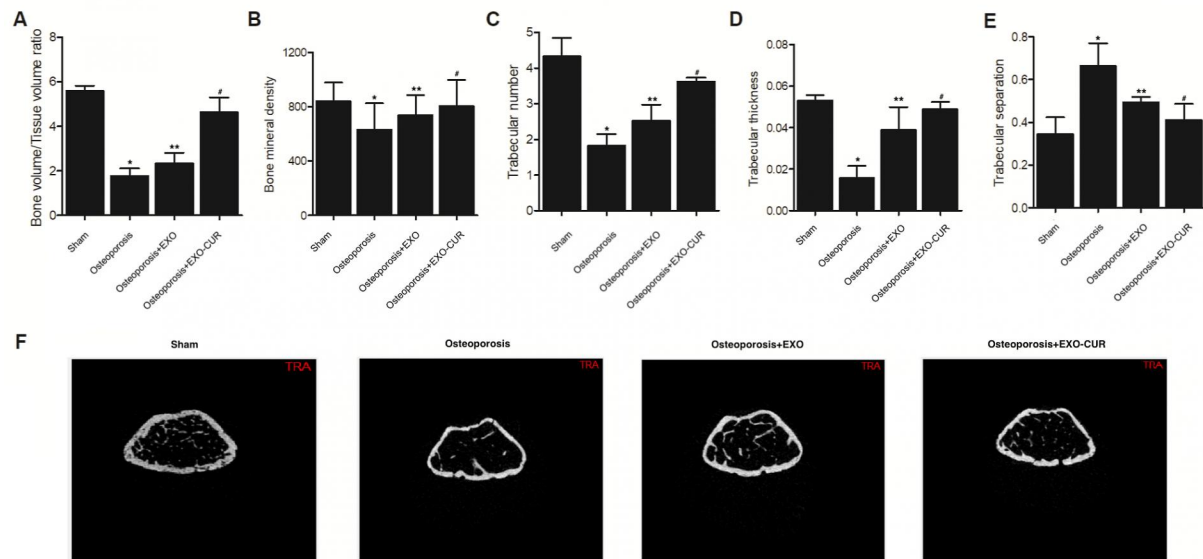 A
Bone volume/Tissue volume ratio
8
6
4
2
0
*
**
#
Sham
Osteoporosis
Osteoporosis+EXO
Osteoporosis+EXO-CUR
B
Bone mineral density
1200
800
400
0
*
**
#
Sham
Osteoporosis
Osteoporosis+EXO
Osteoporosis+EXO-CUR
C
Trabecular number
5
4
3
2
1
0
*
**
#
Sham
Osteoporosis
Osteoporosis+EXO
Osteoporosis+EXO-CUR
D
Trabecular thickness
0.08
0.06
0.04
0.02
0.00
*
**
#
Sham
Osteoporosis
Osteoporosis+EXO
Osteoporosis+EXO-CUR
E
Trabecular separation
0.8
0.6
0.4
0.2
0.0
*
**
#
Sham
Osteoporosis
Osteoporosis+EXO
Osteoporosis+EXO-CUR
F
Sham
Osteoporosis
Osteoporosis+EXO
Osteoporosis+EXO-CUR
TRA
TRA
TRA
TRA